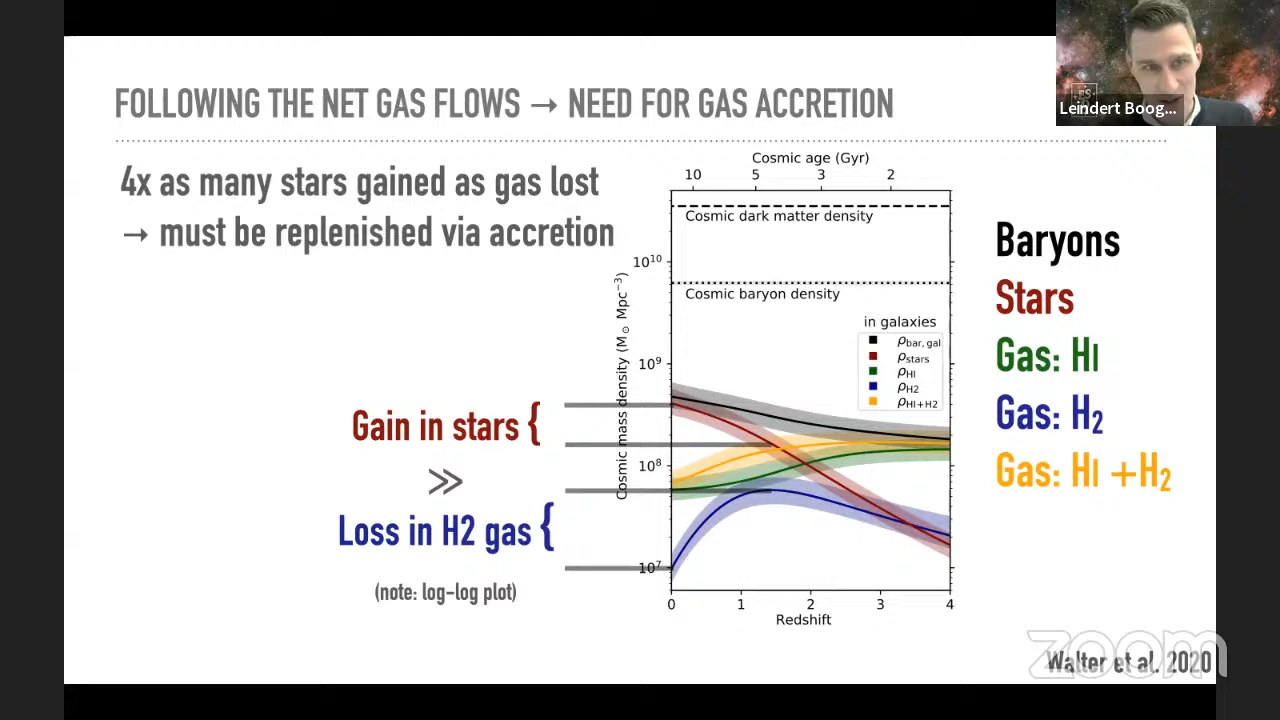 Leindert Boog...
FOLLOWING THE NET GAS FLOWS → NEED FOR GAS ACCRETION
4x as many stars gained as gas lost
→ must be replenished via accretion
Gain in stars {
≫
Loss in H2 gas {
(note: log-log plot)
Cosmic age (Gyr)
10 5 3 2
Cosmic dark matter density
Cosmic baryon density
in galaxies
ρbar, gal
ρstars
ρHI
ρH2
ρHI+H2
Cosmic mass density (M⊙ Mpc⁻³)
10¹⁰
10⁹
10⁸
10⁷
0 1 2 3 4
Redshift
Baryons
Stars
Gas: HI
Gas: H₂
Gas: HI +H₂
Walter et al. 2020
zoom